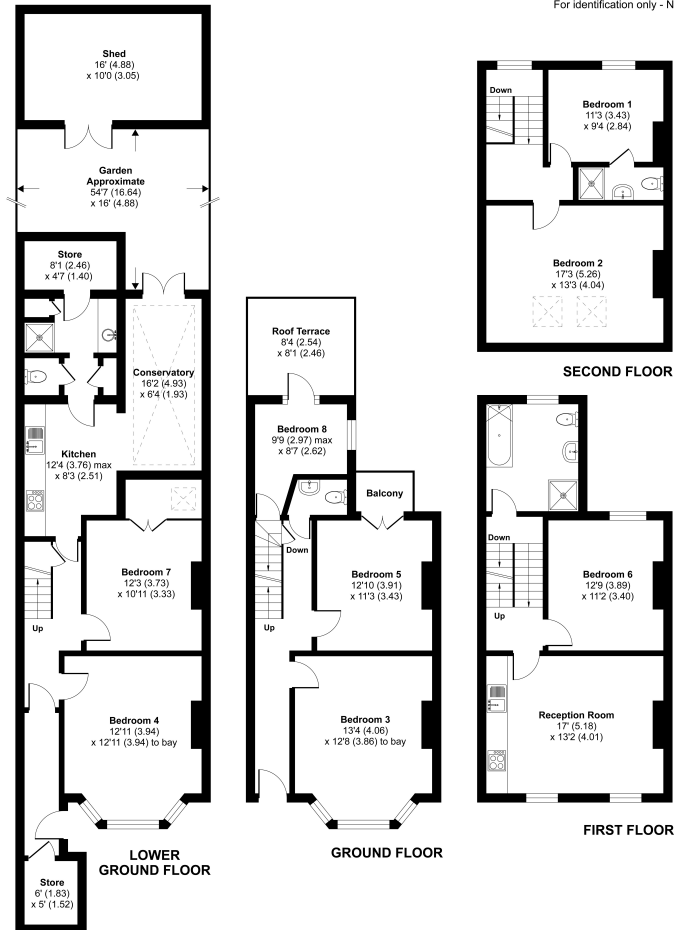 For identification only - N
Shed
16' (4.88)
x 10'0 (3.05)
Garden
Approximate
54'7 (16.64)
x 16' (4.88)
Store
8'1 (2.46)
x 4'7 (1.40)
Conservatory
16'2 (4.93)
x 6'4 (1.93)
Kitchen
12'4 (3.76) max
x 8'3 (2.51)
Bedroom 7
12'3 (3.73)
x 10'11 (3.33)
Up
Bedroom 4
12'11 (3.94)
x 12'11 (3.94) to bay
Store
6' (1.83)
x 5' (1.52)
LOWER
GROUND FLOOR
Roof Terrace
8'4 (2.54)
x 8'1 (2.46)
Bedroom 8
9'9 (2.97) max
x 8'7 (2.62)
Balcony
Down
Bedroom 5
12'10 (3.91)
x 11'3 (3.43)
Up
Bedroom 3
13'4 (4.06)
x 12'8 (3.86) to bay
GROUND FLOOR
Down
Bedroom 1
11'3 (3.43)
x 9'4 (2.84)
Bedroom 2
17'3 (5.26)
x 13'3 (4.04)
SECOND FLOOR
Down
Bedroom 6
12'9 (3.89)
x 11'2 (3.40)
Up
Reception Room
17' (5.18)
x 13'2 (4.01)
FIRST FLOOR